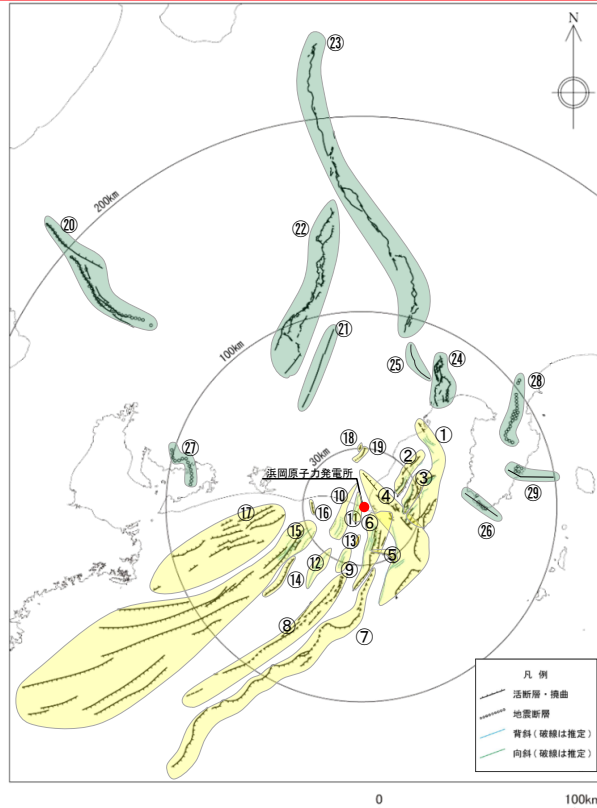 ㉓
N
200km
⑳
㉒
㉑
100km
㉕
㉔
㉘
①
㉗
⑱
⑲
30km
②
浜岡原子力発電所
③
④
㉙
⑩
⑰
⑯
⑪
⑥
㉖
⑮
⑬
⑤
⑫
⑨
⑭
⑧
⑦
凡 例
活断層・撓曲
地震断層
背斜(破線は推定)
向斜(破線は推定)
0 100km